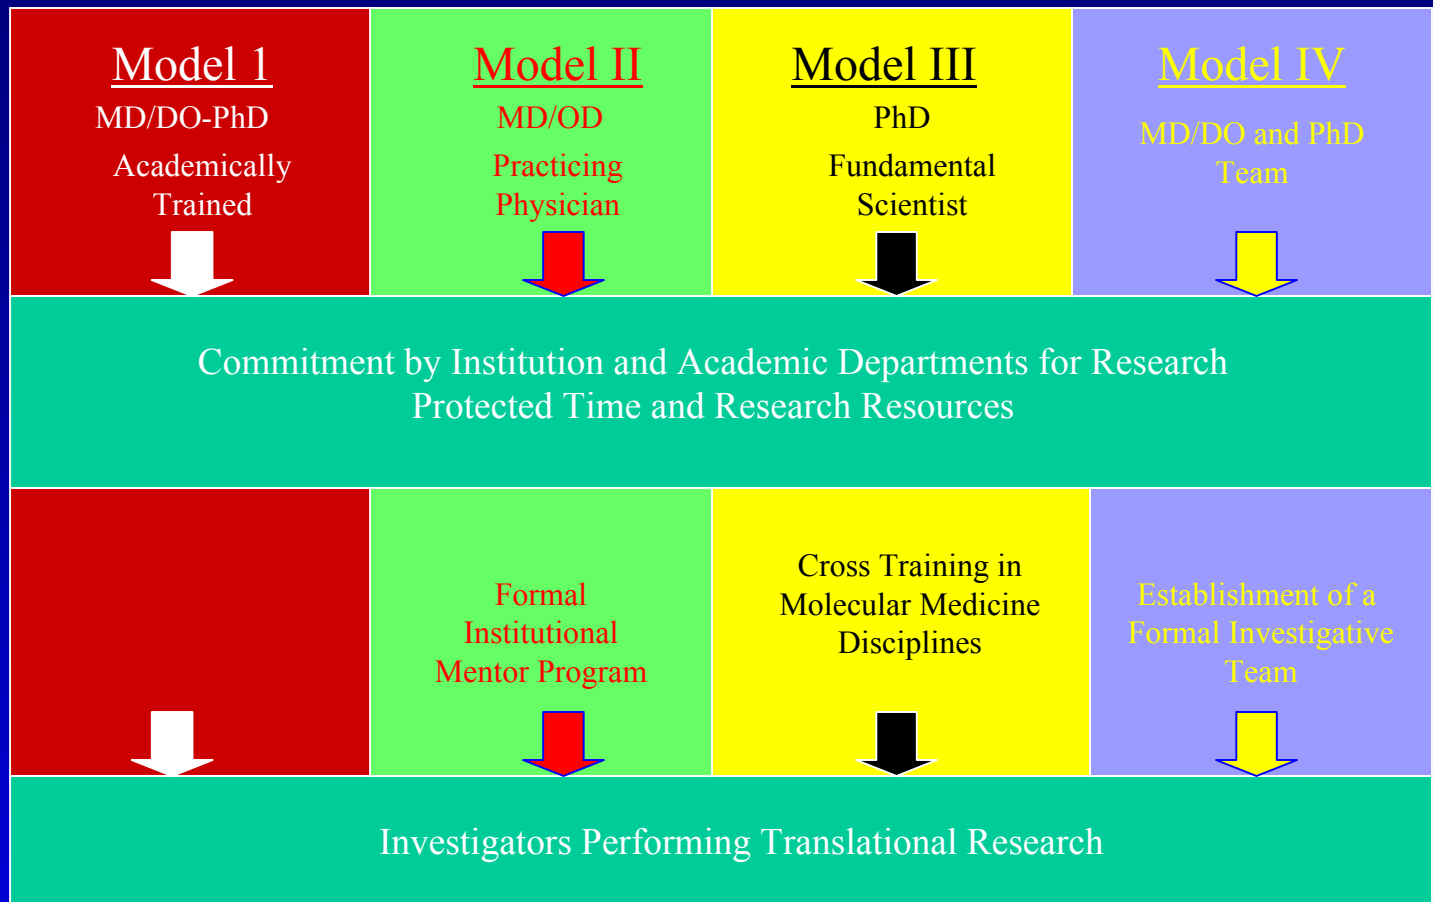 Model 1
MD/DO-PhD
Academically
Trained
Model II
MD/OD
Practicing
Physician
Model III
PhD
Fundamental
Scientist
Model IV
MD/DO and PhD
Team
Commitment by Institution and Academic Departments for Research
Protected Time and Research Resources
Formal
Institutional
Mentor Program
Cross Training in
Molecular Medicine
Disciplines
Establishment of a
Formal Investigative
Team
Investigators Performing Translational Research